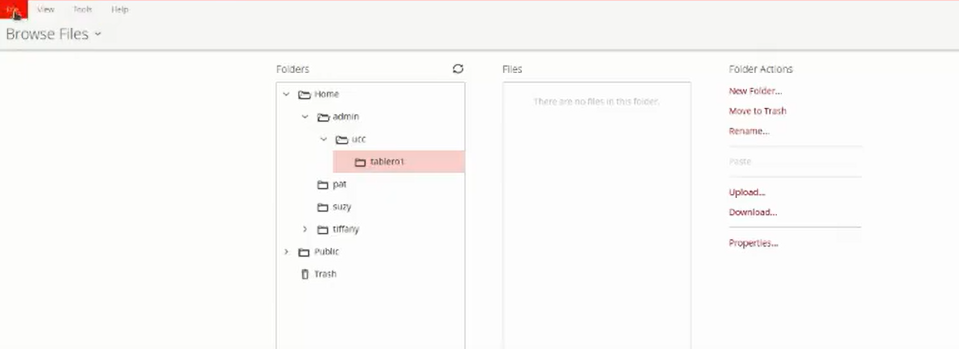 File View Tools Help
Browse Files
Folders
Home
admin
ucc
tablero1
pat
suzy
tiffany
Public
Trash
Files
There are no files in this folder.
Folder Actions
New Folder...
Move to Trash
Rename...
Paste
Upload...
Download...
Properties...